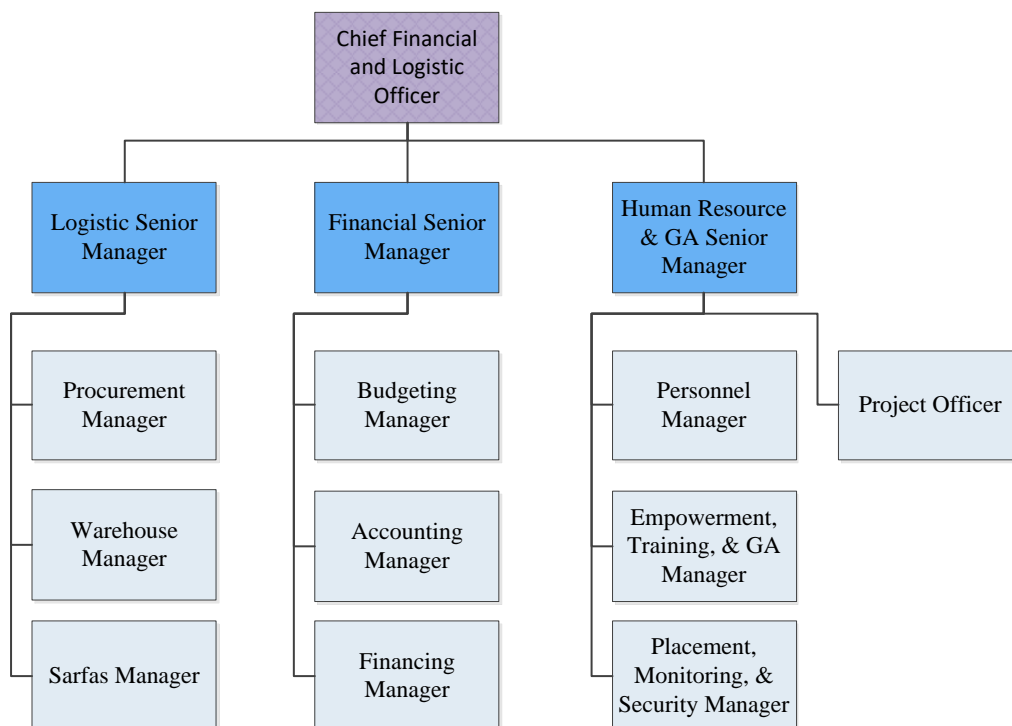 Chief Financial
and Logistic
Officer
Logistic Senior
Manager
Financial Senior
Manager
Human Resource
& GA Senior
Manager
Procurement
Manager
Budgeting
Manager
Personnel
Manager
Project Officer
Warehouse
Manager
Accounting
Manager
Empowerment,
Training, & GA
Manager
Sarfas Manager
Financing
Manager
Placement,
Monitoring, &
Security Manager